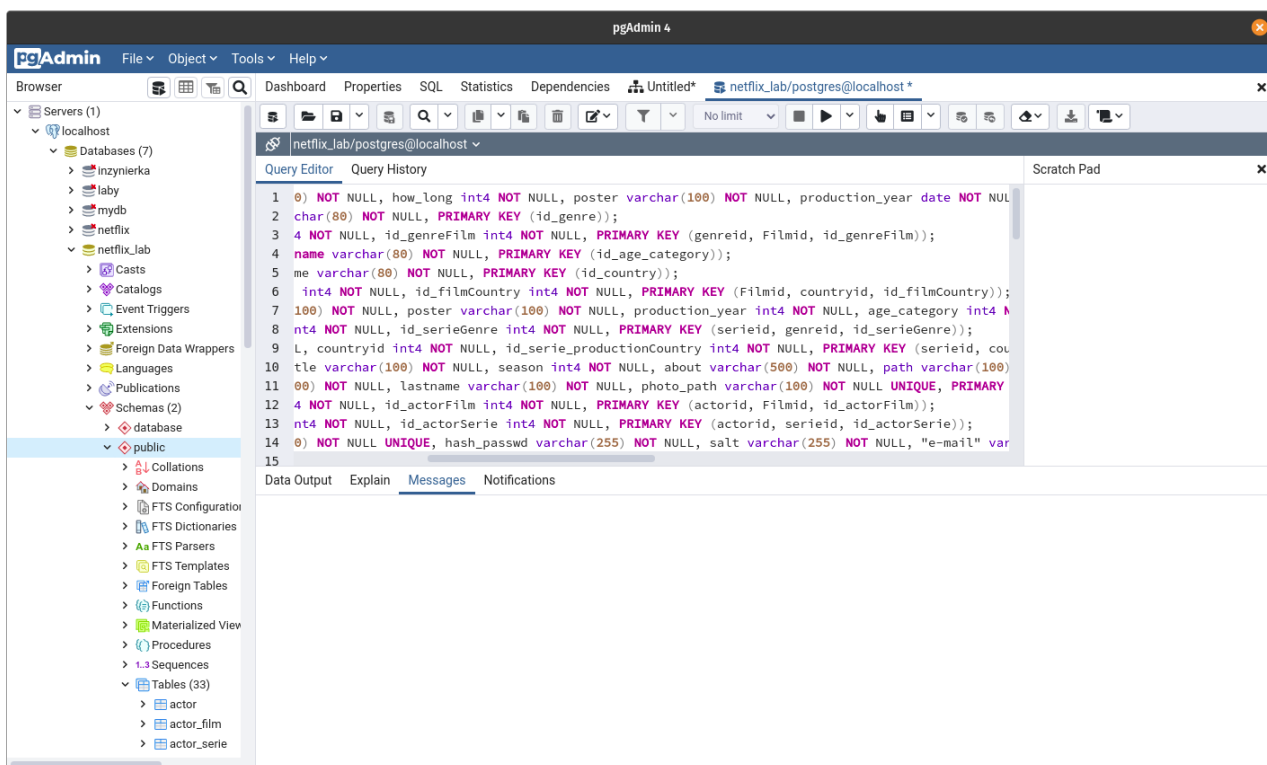 pgAdmin 4
pgAdmin File Object Tools Help
Browser
Dashboard Properties SQL Statistics Dependencies Untitled* netflix_lab/postgres@localhost *
No limit
netflix_lab/postgres@localhost
Query Editor Query History
Scratch Pad
Servers (1)
localhost
Databases (7)
inzynierka
laby
mydb
netflix
netflix_lab
Casts
Catalogs
Event Triggers
Extensions
Foreign Data Wrappers
Languages
Publications
Schemas (2)
database
public
Collations
Domains
FTS Configuration
FTS Dictionaries
FTS Parsers
FTS Templates
Foreign Tables
Functions
Materialized View
Procedures
1..3 Sequences
Tables (33)
actor
actor_film
actor_serie
1 0) NOT NULL, how_long int4 NOT NULL, poster varchar(100) NOT NULL, production_year date NOT NUL
2 char(80) NOT NULL, PRIMARY KEY (id_genre));
3 4 NOT NULL, id_genreFilm int4 NOT NULL, PRIMARY KEY (genreid, Filmid, id_genreFilm));
4 name varchar(80) NOT NULL, PRIMARY KEY (id_age_category));
5 me varchar(80) NOT NULL, PRIMARY KEY (id_country));
6 int4 NOT NULL, id_filmCountry int4 NOT NULL, PRIMARY KEY (Filmid, countryid, id_filmCountry));
7 100) NOT NULL, poster varchar(100) NOT NULL, production_year int4 NOT NULL, age_category int4 N
8 nt4 NOT NULL, id_serieGenre int4 NOT NULL, PRIMARY KEY (serieid, genreid, id_serieGenre));
9 L, countryid int4 NOT NULL, id_serie_productionCountry int4 NOT NULL, PRIMARY KEY (serieid, cou
10 tle varchar(100) NOT NULL, season int4 NOT NULL, about varchar(500) NOT NULL, path varchar(100)
11 00) NOT NULL, lastname varchar(100) NOT NULL, photo_path varchar(100) NOT NULL UNIQUE, PRIMARY
12 4 NOT NULL, id_actorFilm int4 NOT NULL, PRIMARY KEY (actorid, Filmid, id_actorFilm));
13 nt4 NOT NULL, id_actorSerie int4 NOT NULL, PRIMARY KEY (actorid, serieid, id_actorSerie));
14 0) NOT NULL UNIQUE, hash_passwd varchar(255) NOT NULL, salt varchar(255) NOT NULL, "e-mail" var
15
Data Output Explain Messages Notifications